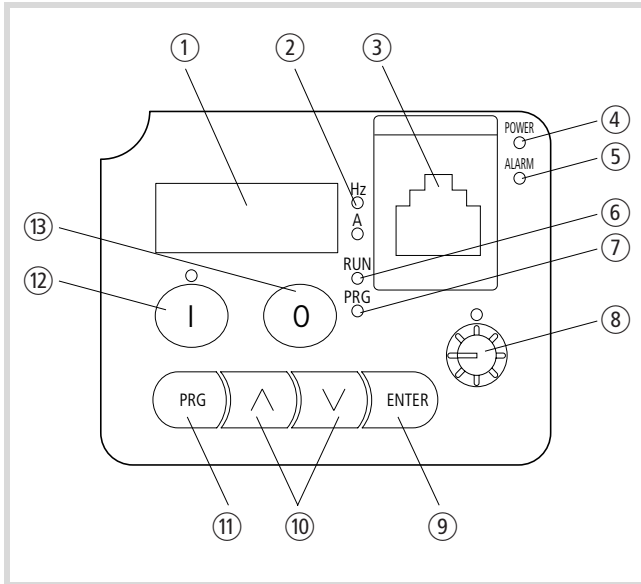 ① ② ③
POWER
④
ALARM
⑤
Hz
A
⑬
⑥
RUN
⑦
⑫
PRG
I 0
⑧
PRG ∧ ∨ ENTER
⑪ ⑩ ⑨